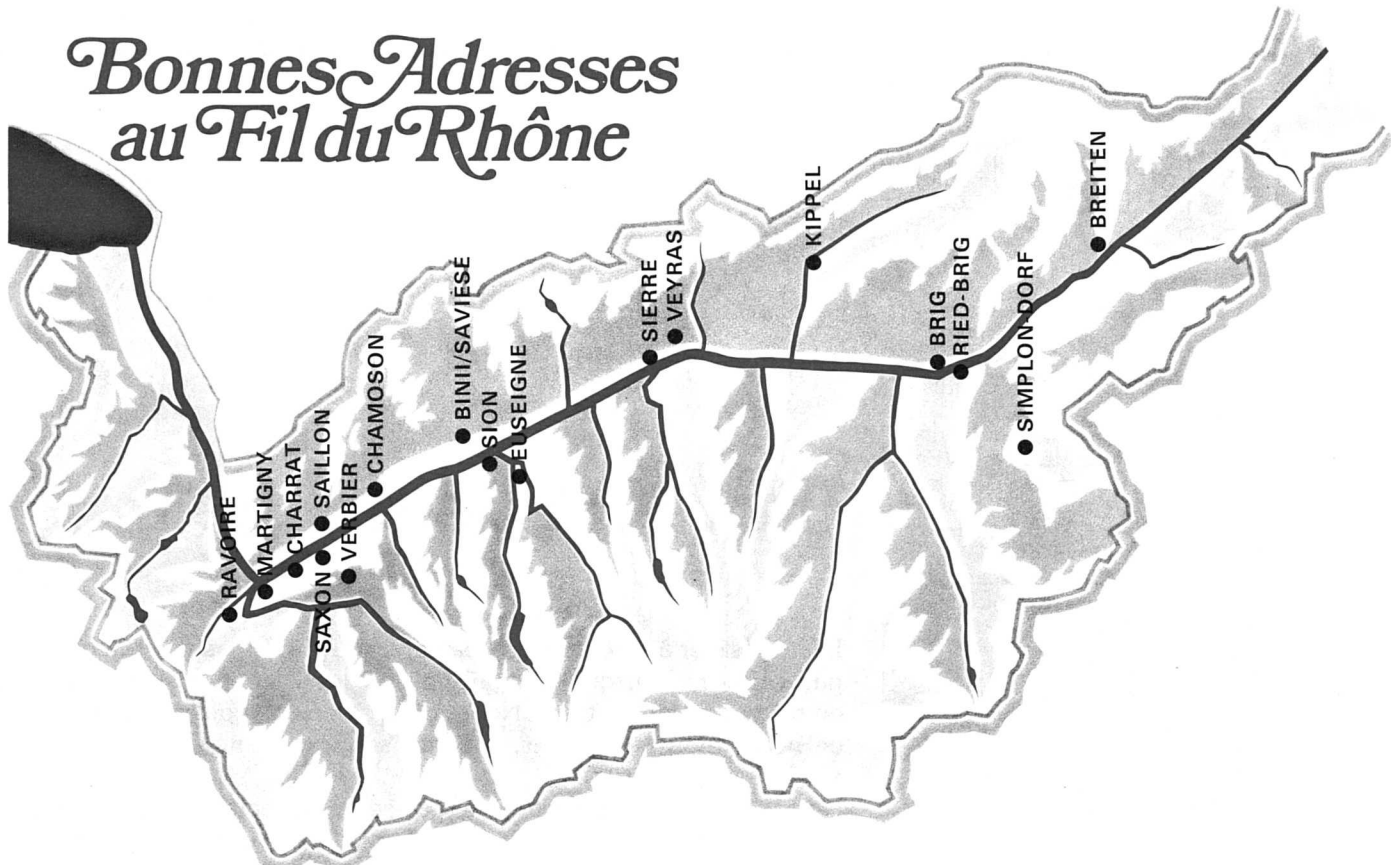 Bonnes Adresses
au Fil du Rhône
RAVOIRE
MARTIGNY
CHARRAT
SAXON
SAILLON
VERBIER
CHAMOSON
BINII/SAVIESE
SION
EUSEIGNE
SIERRE
VEYRAS
KIPPEL
BRIG
RIED-BRIG
SIMPLON-DORF
BREITEN